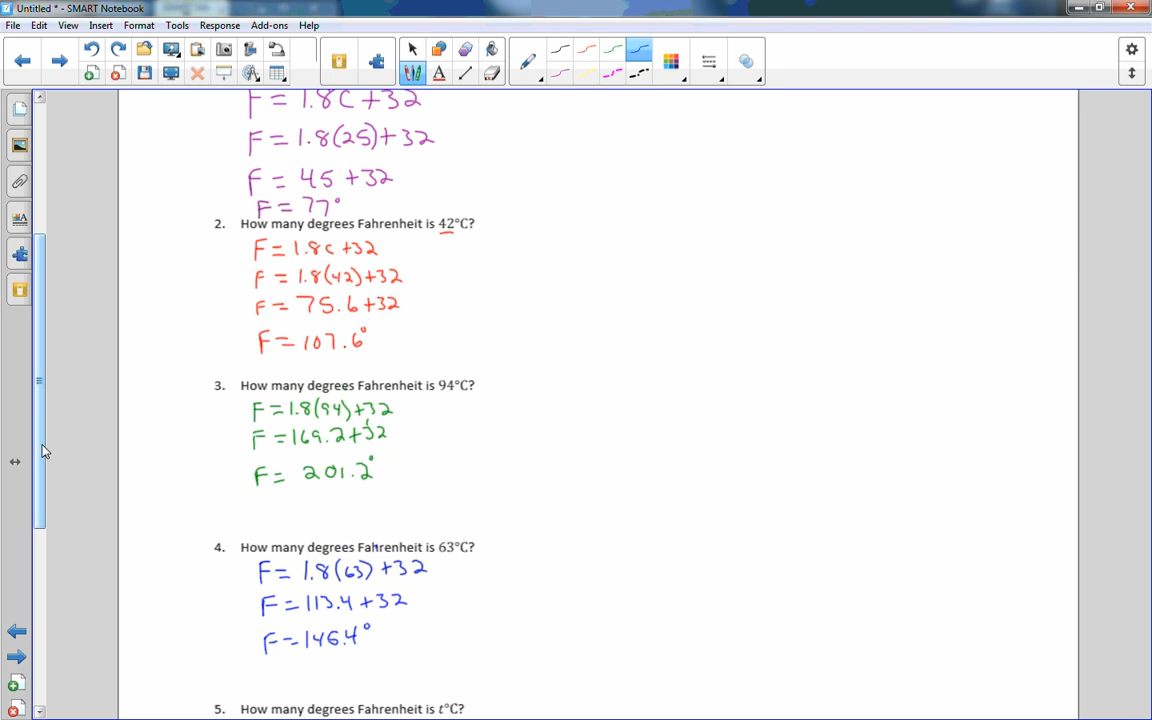 Untitled * - SMART Notebook
File Edit View Insert Format Tools Response Add-ons Help
F = 1.8C + 32
F = 1.8(25) + 32
F = 45 + 32
F = 77°
2. How many degrees Fahrenheit is 42°C?
F = 1.8C + 32
F = 1.8(42) + 32
F = 75.6 + 32
F = 107.6°
3. How many degrees Fahrenheit is 94°C?
F = 1.8(94) + 32
F = 169.2 + 32
F = 201.2°
4. How many degrees Fahrenheit is 63°C?
F = 1.8(63) + 32
F = 113.4 + 32
F = 145.4°
5. How many degrees Fahrenheit is t°C?